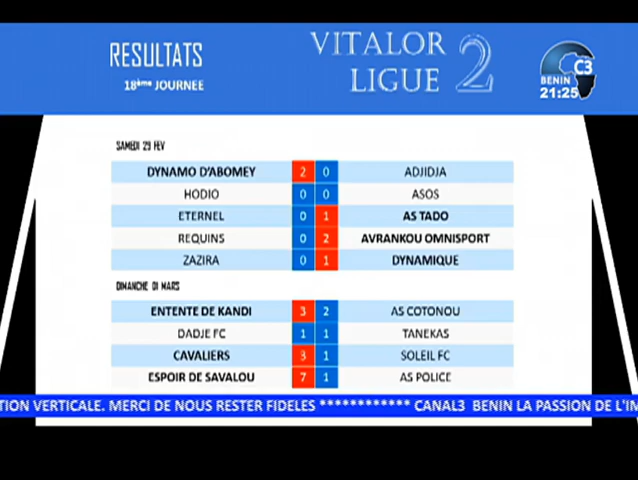 RESULTATS
18ème JOURNEE
VITALOR
LIGUE 2
C3
BENIN
21:25
SAMEDI 29 FEV
DYNAMO D'ABOMEY 2 0 ADJIDJA
HODIO 0 0 ASOS
ETERNEL 0 1 AS TADO
REQUINS 0 2 AVRANKOU OMNISPORT
ZAZIRA 0 1 DYNAMIQUE
DIMANCHE 01 MARS
ENTENTE DE KANDI 3 2 AS COTONOU
DADJE FC 1 1 TANEKAS
CAVALIERS 3 1 SOLEIL FC
ESPOIR DE SAVALOU 7 1 AS POLICE
TION VERTICALE. MERCI DE NOUS RESTER FIDELES ************ CANAL3 BENIN LA PASSION DE L'IM